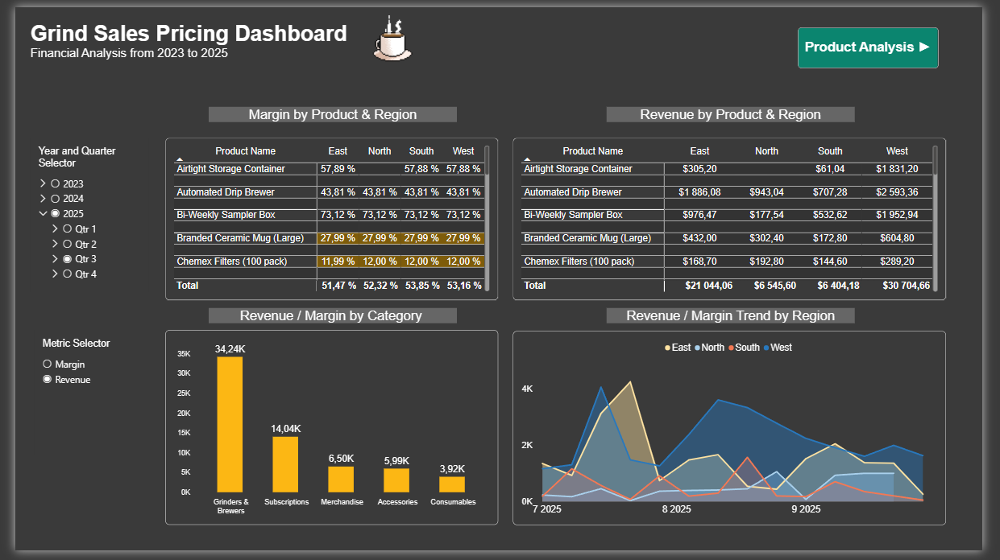 Grind Sales Pricing Dashboard
Financial Analysis from 2023 to 2025
Product Analysis ▶
Margin by Product & Region
Revenue by Product & Region
Year and Quarter
Selector
2023
2024
2025
Qtr 1
Qtr 2
Qtr 3
Qtr 4
Product Name East North South West
Airtight Storage Container 57,89 % 57,88 % 57,88 %
Automated Drip Brewer 43,81 % 43,81 % 43,81 % 43,81 %
Bi-Weekly Sampler Box 73,12 % 73,12 % 73,12 % 73,12 %
Branded Ceramic Mug (Large) 27,99 % 27,99 % 27,99 % 27,99 %
Chemex Filters (100 pack) 11,99 % 12,00 % 12,00 % 12,00 %
Total 51,47 % 52,32 % 53,85 % 53,16 %
Product Name East North South West
Airtight Storage Container $305,20 $61,04 $1 831,20
Automated Drip Brewer $1 886,08 $943,04 $707,28 $2 593,36
Bi-Weekly Sampler Box $976,47 $177,54 $532,62 $1 952,94
Branded Ceramic Mug (Large) $432,00 $302,40 $172,80 $604,80
Chemex Filters (100 pack) $168,70 $192,80 $144,60 $289,20
Total $21 044,06 $6 545,60 $6 404,18 $30 704,66
Revenue / Margin by Category
Revenue / Margin Trend by Region
Metric Selector
Margin
Revenue
35K
30K
25K
20K
15K
10K
5K
0K
34,24K
14,04K
6,50K
5,99K
3,92K
Grinders &
Brewers
Subscriptions
Merchandise
Accessories
Consumables
East North South West
4K
2K
0K
7 2025 8 2025 9 2025